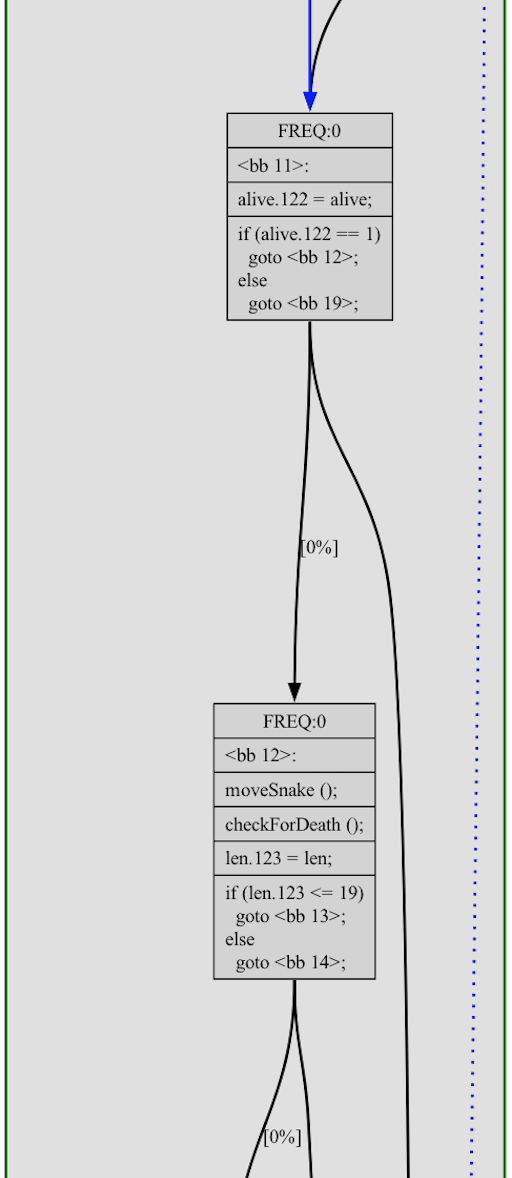 FREQ:0
<bb 11>:
alive.122 = alive;
if (alive.122 == 1)
goto <bb 12>;
else
goto <bb 19>;
[0%]
FREQ:0
<bb 12>:
moveSnake ();
checkForDeath ();
len.123 = len;
if (len.123 <= 19)
goto <bb 13>;
else
goto <bb 14>;
[0%]